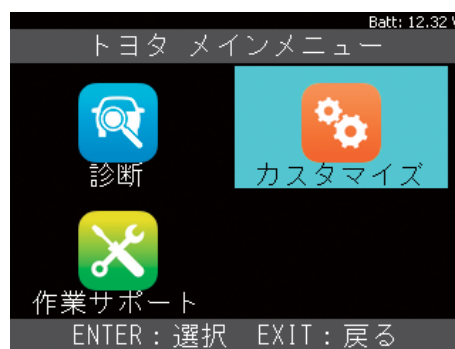 Batt: 12.32 V
トヨタ メインメニュー
診断
カスタマイズ
作業サポート
ENTER：選択 EXIT：戻る